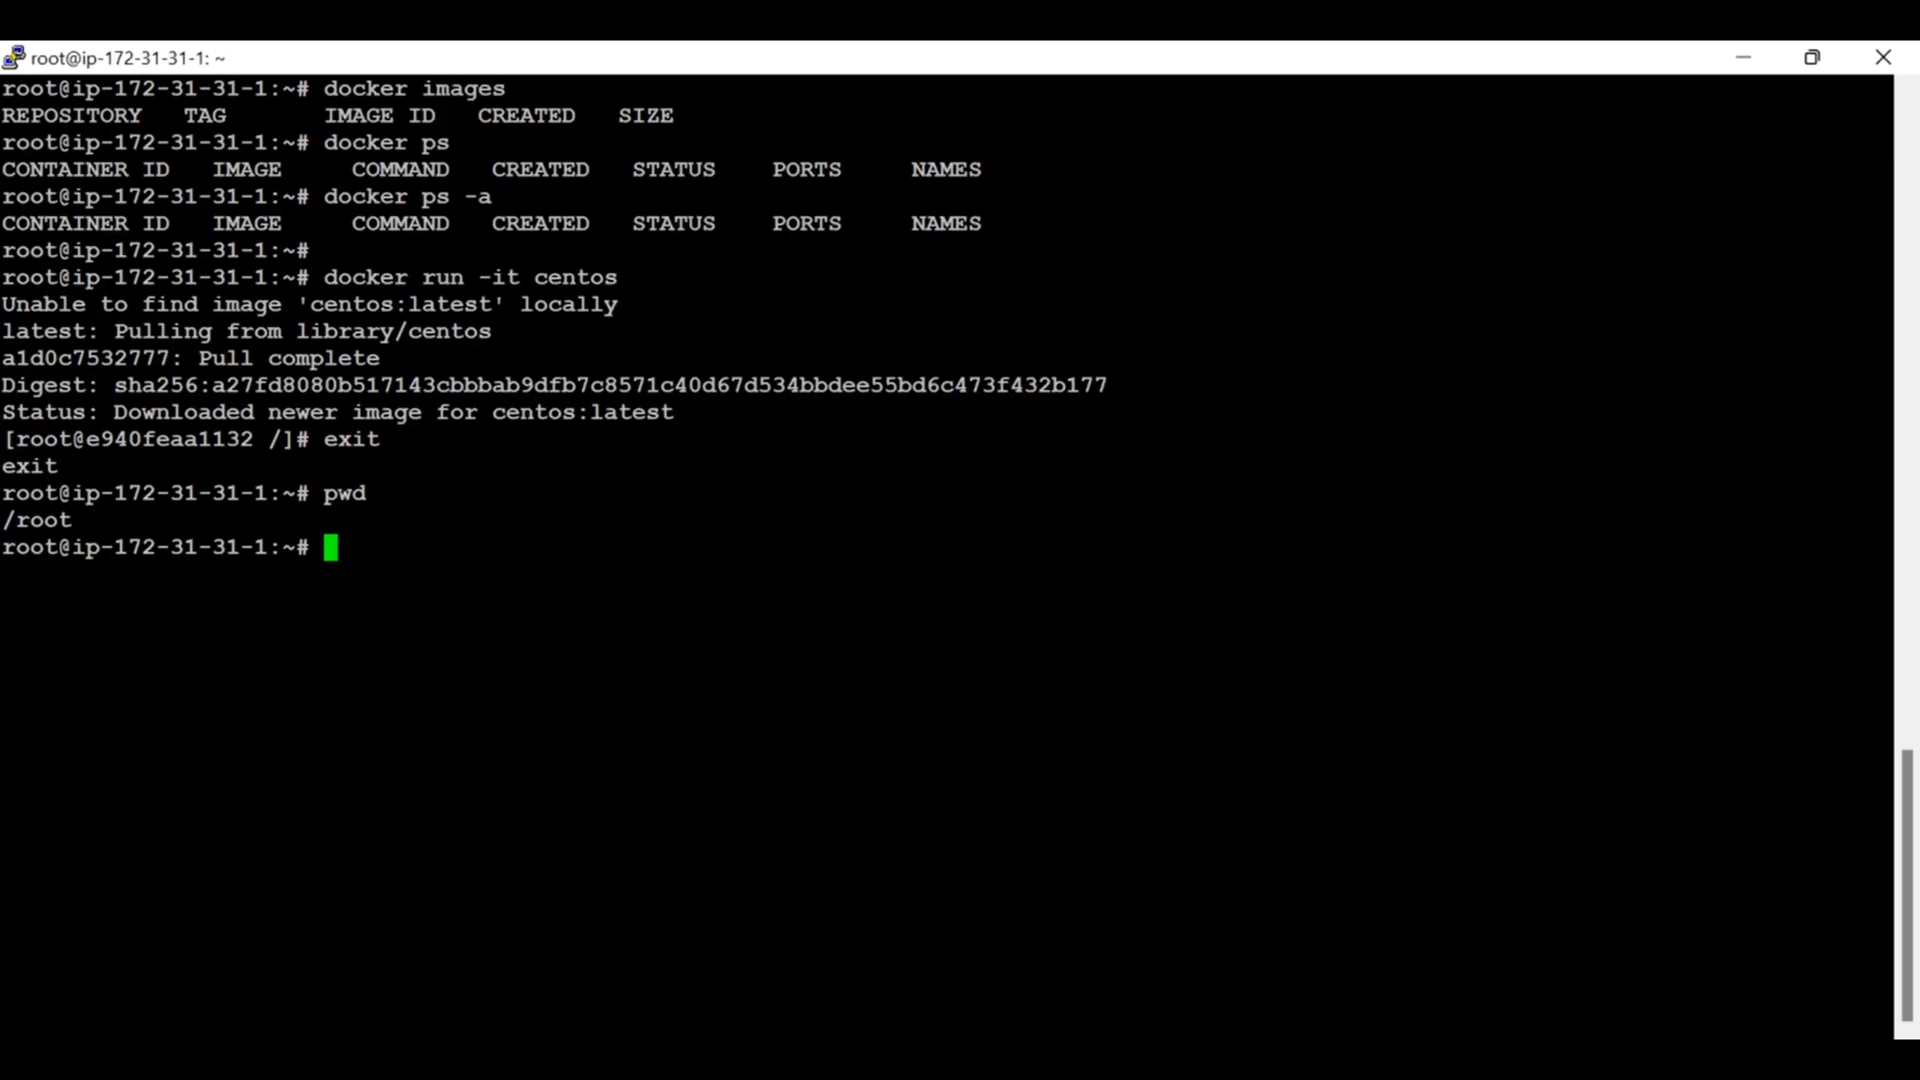 root@ip-172-31-31-1: ~
root@ip-172-31-31-1:~# docker images
REPOSITORY   TAG       IMAGE ID   CREATED   SIZE
root@ip-172-31-31-1:~# docker ps
CONTAINER ID   IMAGE     COMMAND   CREATED   STATUS    PORTS     NAMES
root@ip-172-31-31-1:~# docker ps -a
CONTAINER ID   IMAGE     COMMAND   CREATED   STATUS    PORTS     NAMES
root@ip-172-31-31-1:~#
root@ip-172-31-31-1:~# docker run -it centos
Unable to find image 'centos:latest' locally
latest: Pulling from library/centos
a1d0c7532777: Pull complete
Digest: sha256:a27fd8080b517143cbbbab9dfb7c8571c40d67d534bbdee55bd6c473f432b177
Status: Downloaded newer image for centos:latest
[root@e940feaa1132 /]# exit
exit
root@ip-172-31-31-1:~# pwd
/root
root@ip-172-31-31-1:~#